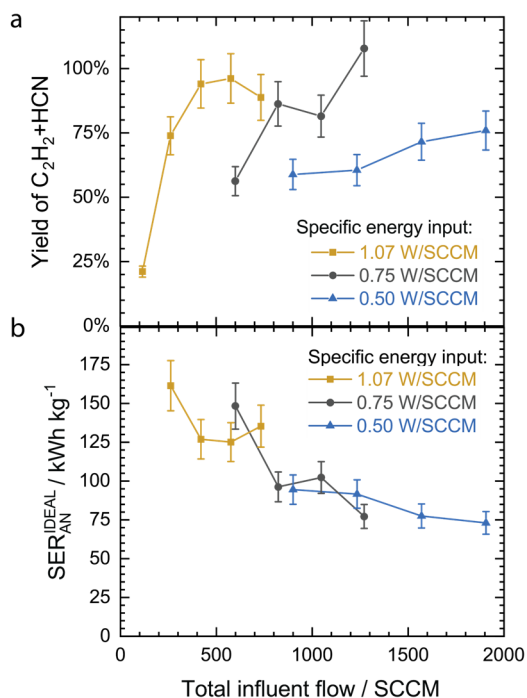 a
100%
75%
50%
25%
0%
Yield of C₂H₂+HCN
Specific energy input:
1.07 W/SCCM
0.75 W/SCCM
0.50 W/SCCM
b
175
150
125
100
75
50
25
0
SER_AN^IDEAL / kWh kg⁻¹
Specific energy input:
1.07 W/SCCM
0.75 W/SCCM
0.50 W/SCCM
0 500 1000 1500 2000
Total influent flow / SCCM